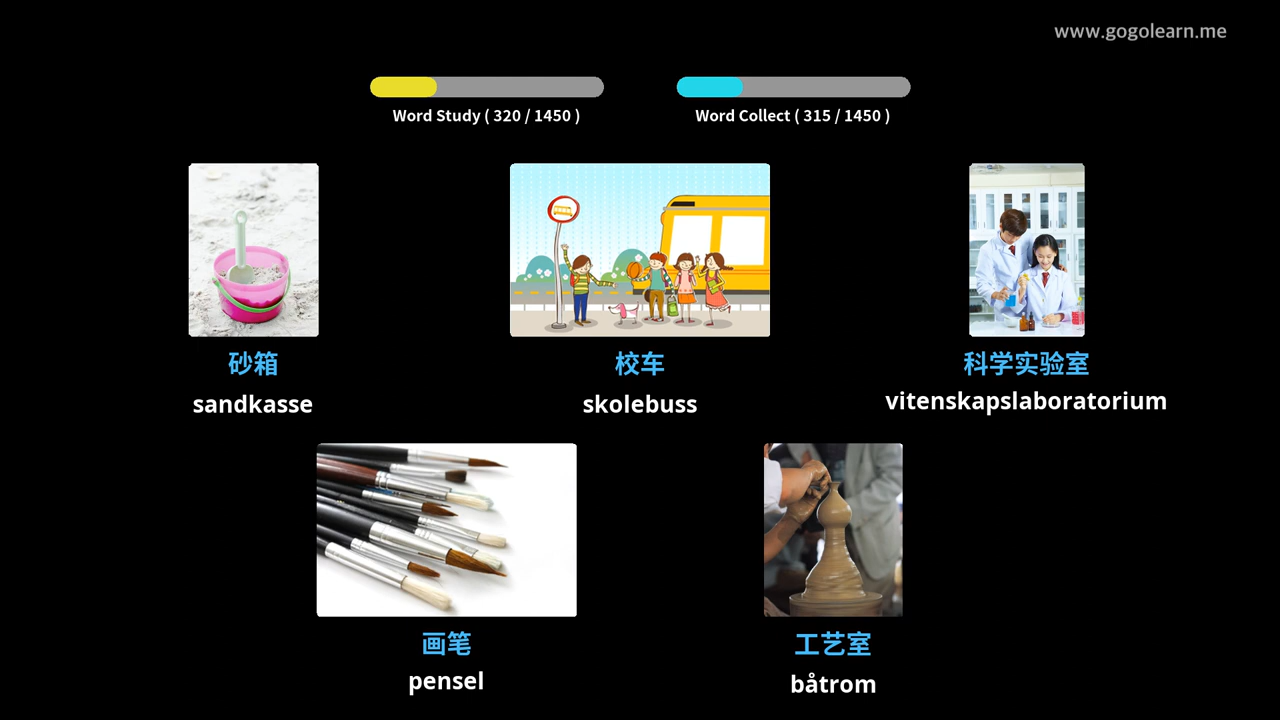 www.gogolearn.me
Word Study ( 320 / 1450 )
Word Collect ( 315 / 1450 )
砂箱
sandkasse
校车
skolebuss
科学实验室
vitenskapslaboratorium
画笔
pensel
工艺室
båtrom